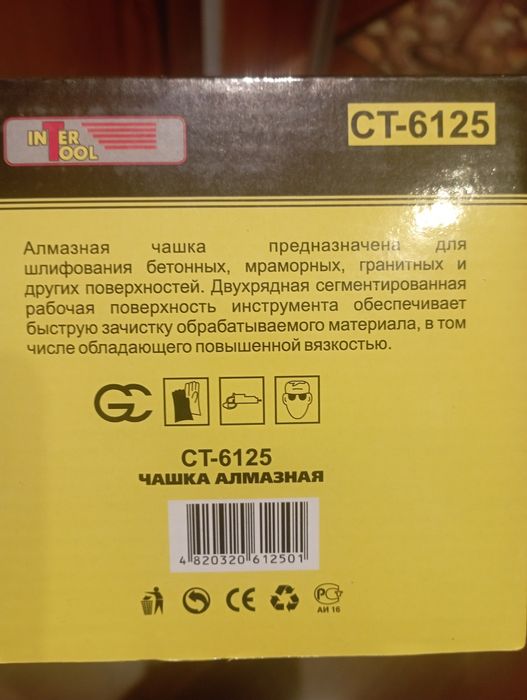 INTER TOOL
CT-6125
Алмазная чашка предназначена для
шлифования бетонных, мраморных, гранитных и
других поверхностей. Двухрядная сегментированная
рабочая поверхность инструмента обеспечивает
быструю зачистку обрабатываемого материала, в том
числе обладающего повышенной вязкостью.
CT-6125
ЧАШКА АЛМАЗНАЯ
4 820320 612501
CE
РС
АИ 16